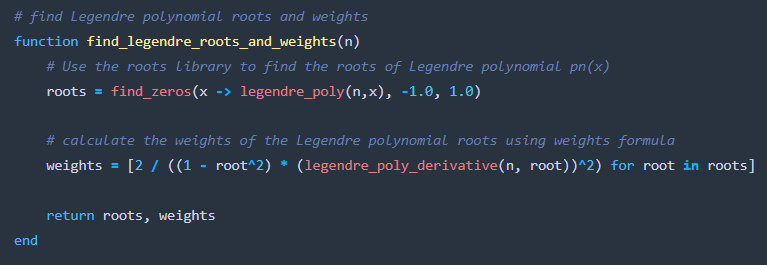 # find Legendre polynomial roots and weights
function find_legendre_roots_and_weights(n)
# Use the roots library to find the roots of Legendre polynomial pn(x)
roots = find_zeros(x -> legendre_poly(n,x), -1.0, 1.0)
# calculate the weights of the Legendre polynomial roots using weights formula
weights = [2 / ((1 - root^2) * (legendre_poly_derivative(n, root))^2) for root in roots]
return roots, weights
end